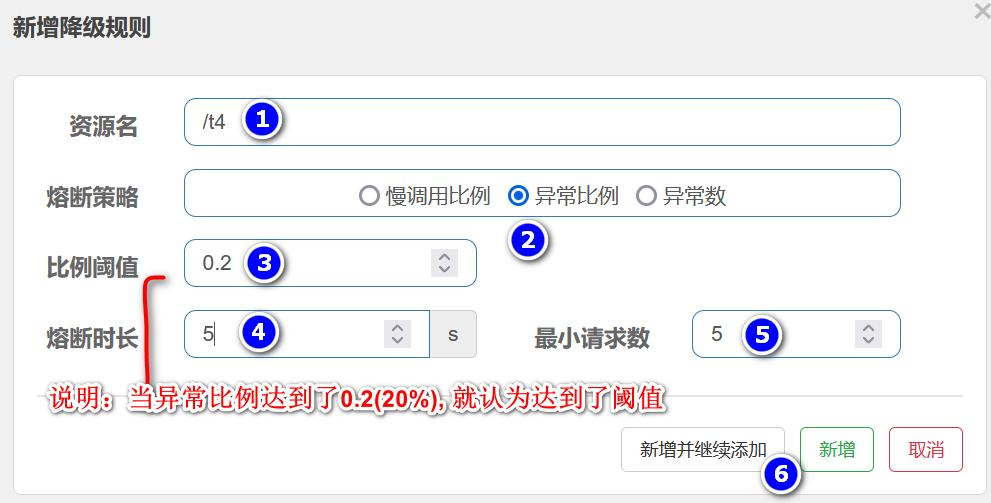 新增降级规则
资源名 /t4 1
熔断策略 慢调用比例 异常比例 异常数
2
比例阈值 0.2 3
熔断时长 5 4 s 最小请求数 5 5
说明：当异常比例达到了0.2(20%), 就认为达到了阈值
新增并继续添加 6 新增 取消